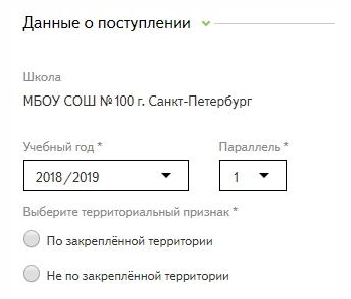 Данные о поступлении
Школа
МБОУ СОШ №100 г. Санкт-Петербург
Учебный год * Параллель *
2018/2019 1
Выберите территориальный признак *
По закреплённой территории
Не по закреплённой территории